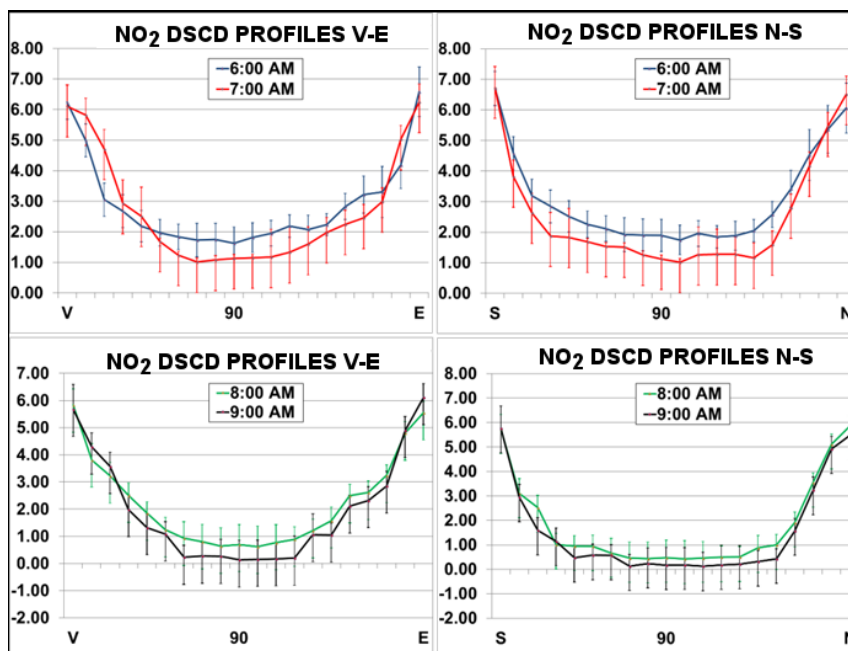 NO2 DSCD PROFILES V-E
8.00
7.00
6.00
5.00
4.00
3.00
2.00
1.00
0.00
6:00 AM
7:00 AM
V 90 E
NO2 DSCD PROFILES N-S
8.00
7.00
6.00
5.00
4.00
3.00
2.00
1.00
0.00
6:00 AM
7:00 AM
S 90 N
NO2 DSCD PROFILES V-E
7.00
6.00
5.00
4.00
3.00
2.00
1.00
0.00
-1.00
-2.00
8:00 AM
9:00 AM
V 90 E
NO2 DSCD PROFILES N-S
8.00
7.00
6.00
5.00
4.00
3.00
2.00
1.00
0.00
-1.00
-2.00
8:00 AM
9:00 AM
S 90 N